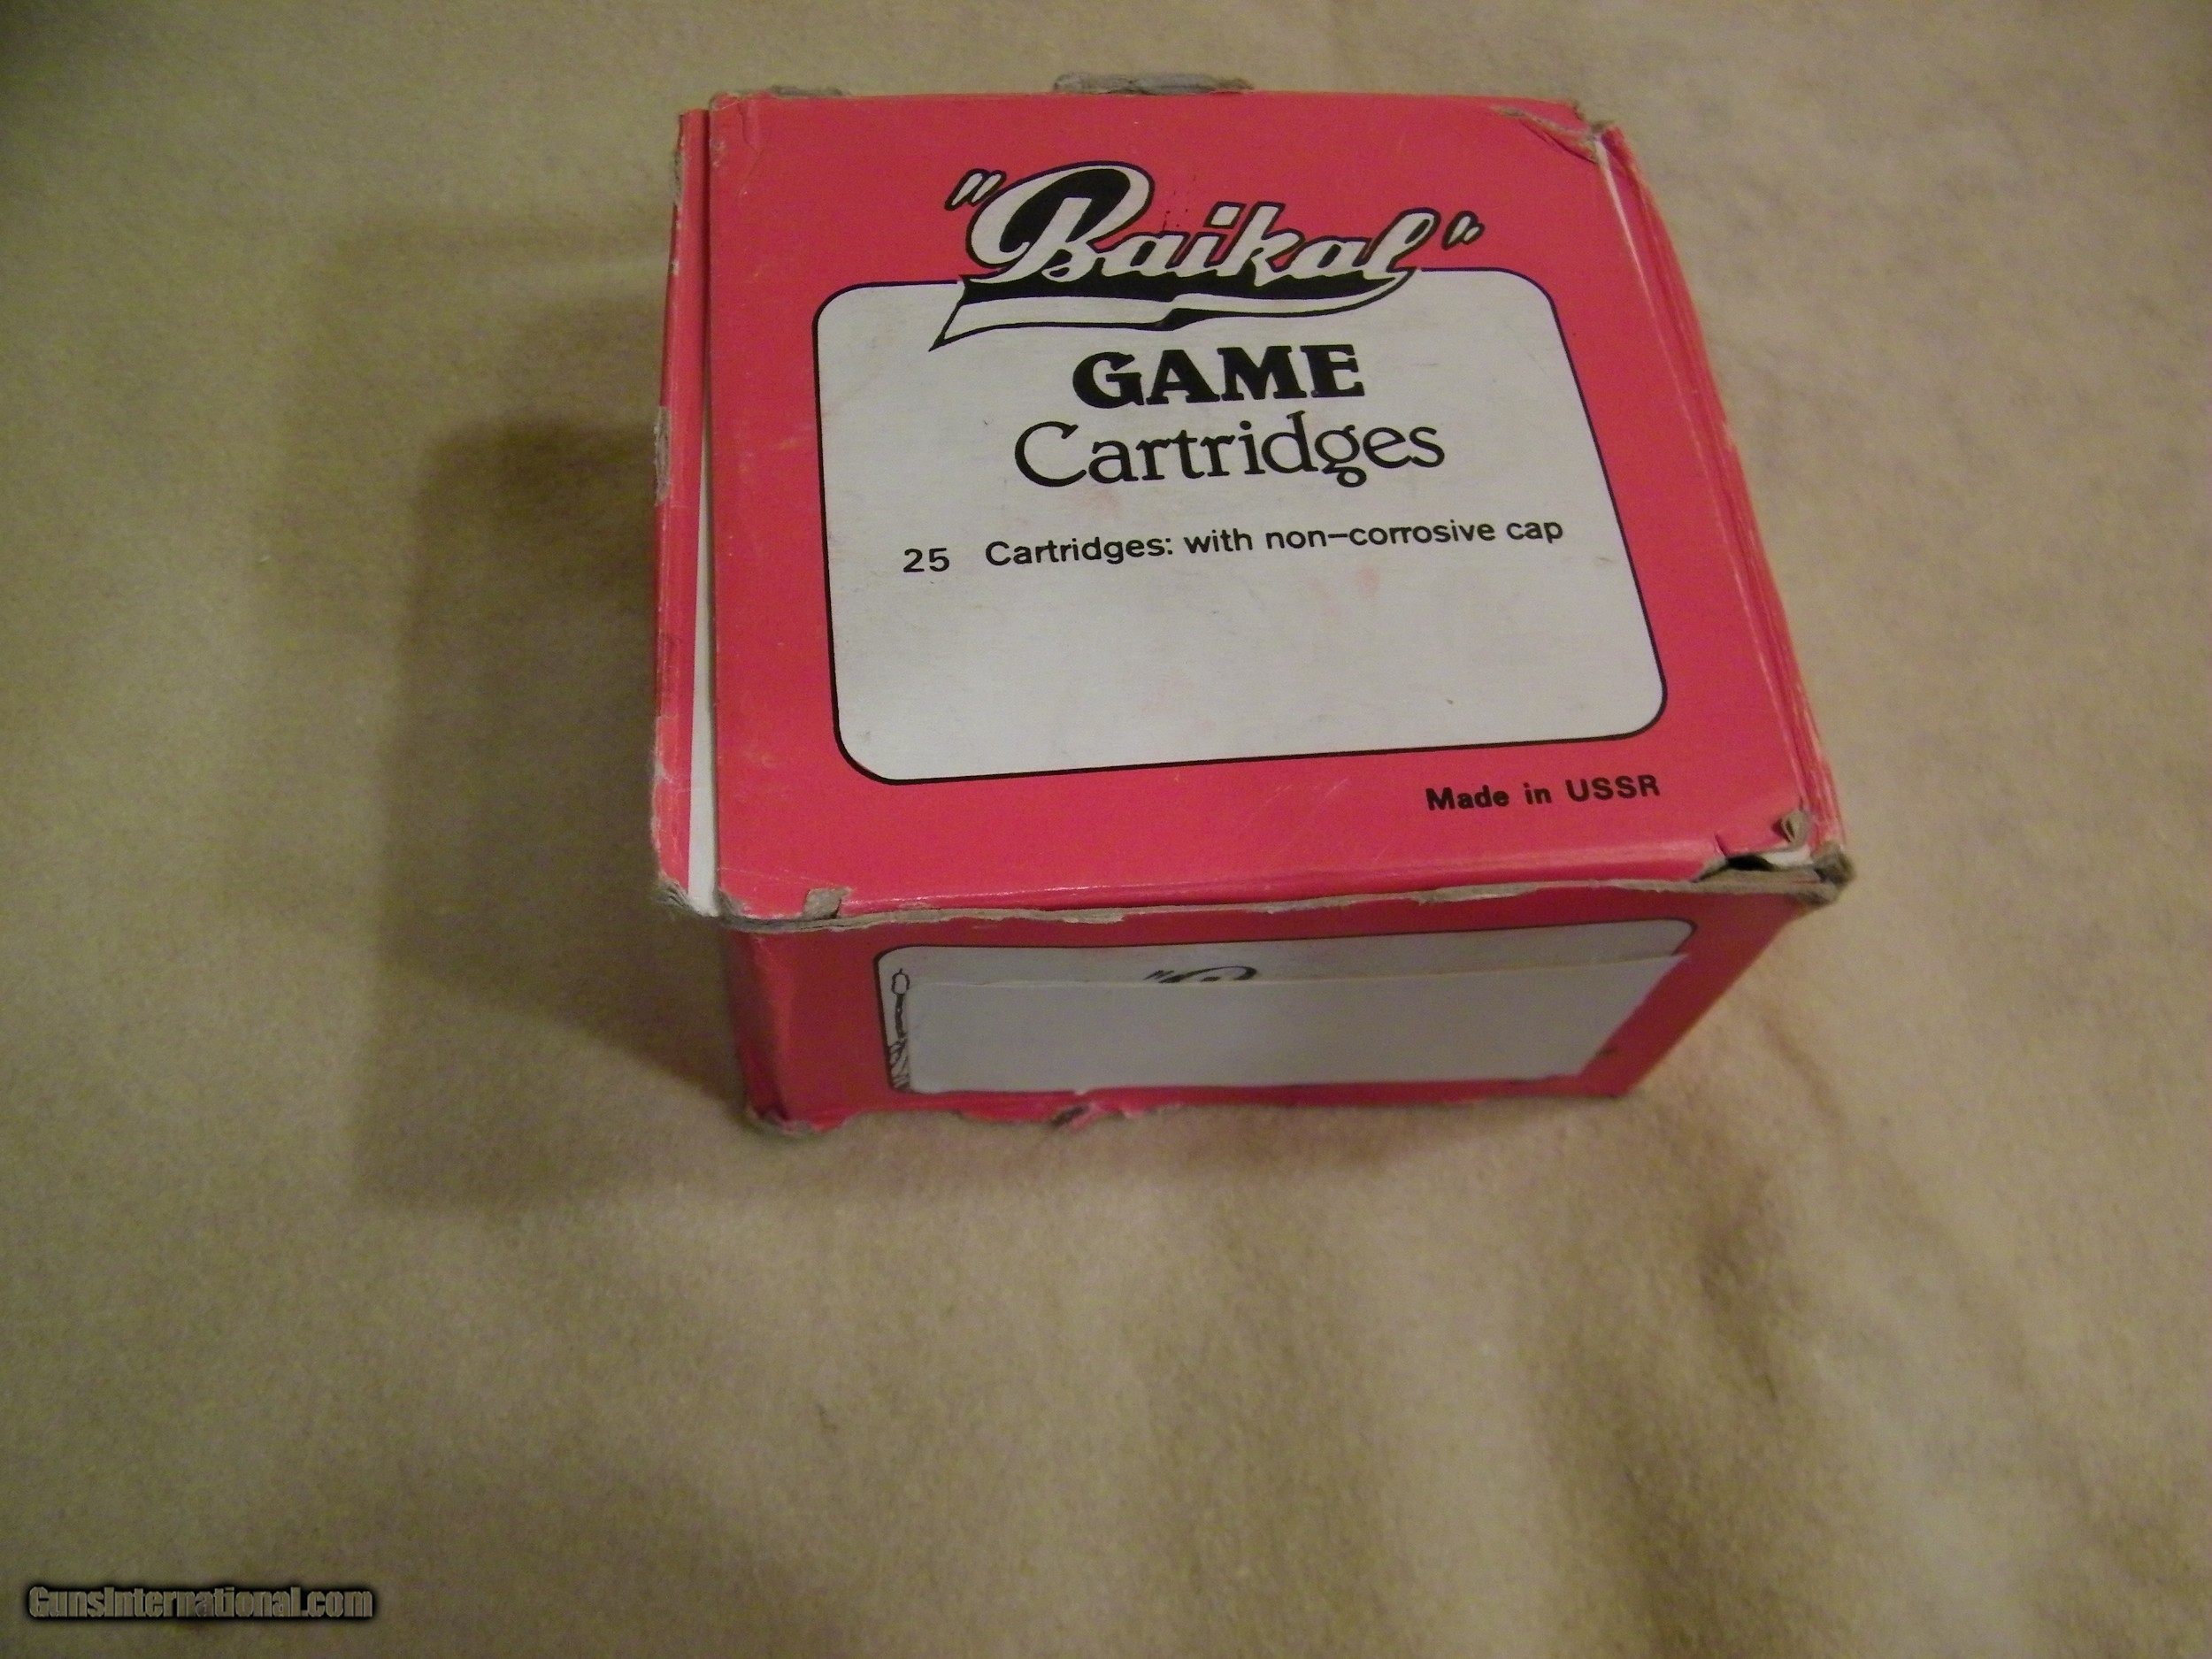 "Baikal"
GAME
Cartridges
25 Cartridges: with non-corrosive cap
Made in USSR
GunsInternational.com